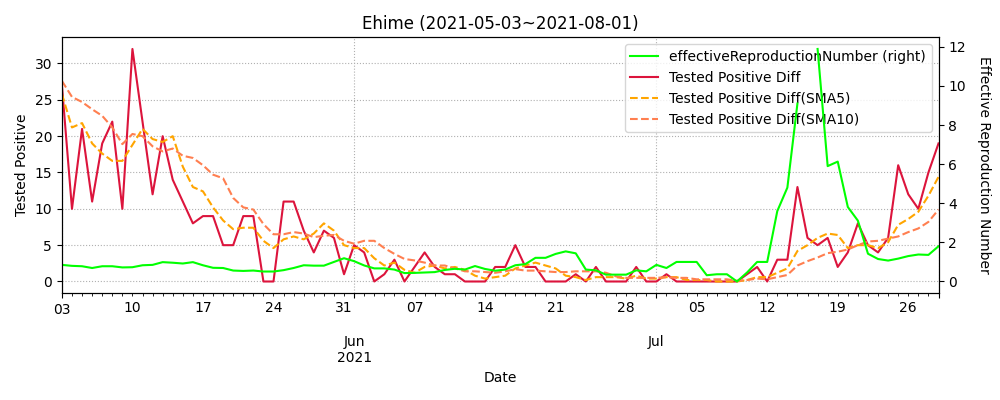 Ehime (2021-05-03~2021-08-01)
effectiveReproductionNumber (right)
Tested Positive Diff
Tested Positive Diff(SMA5)
Tested Positive Diff(SMA10)
Tested Positive
30
25
20
15
10
5
0
Effective Reproduction Number
12
10
8
6
4
2
0
03 10 17 24 31 07 14 21 28 05 12 19 26
Jun Jul
2021
Date